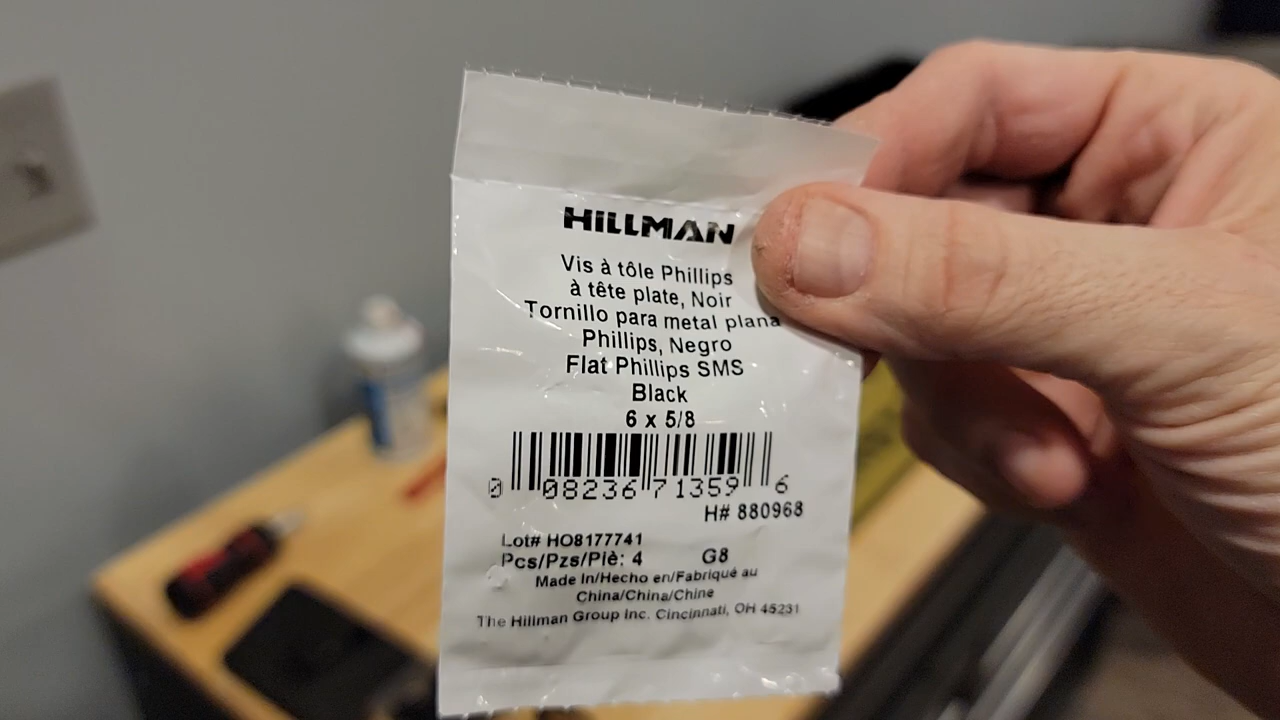 HILLMAN
Vis à tôle Phillips
à tête plate, Noir
Tornillo para metal plana
Phillips, Negro
Flat Phillips SMS
Black
6 x 5/8
0 08236 71359 6
H# 880968
Lot# HO8177741
Pcs/Pzs/Piè: 4 G8
Made In/Hecho en/Fabriqué au
China/China/Chine
The Hillman Group Inc. Cincinnati, OH 45231